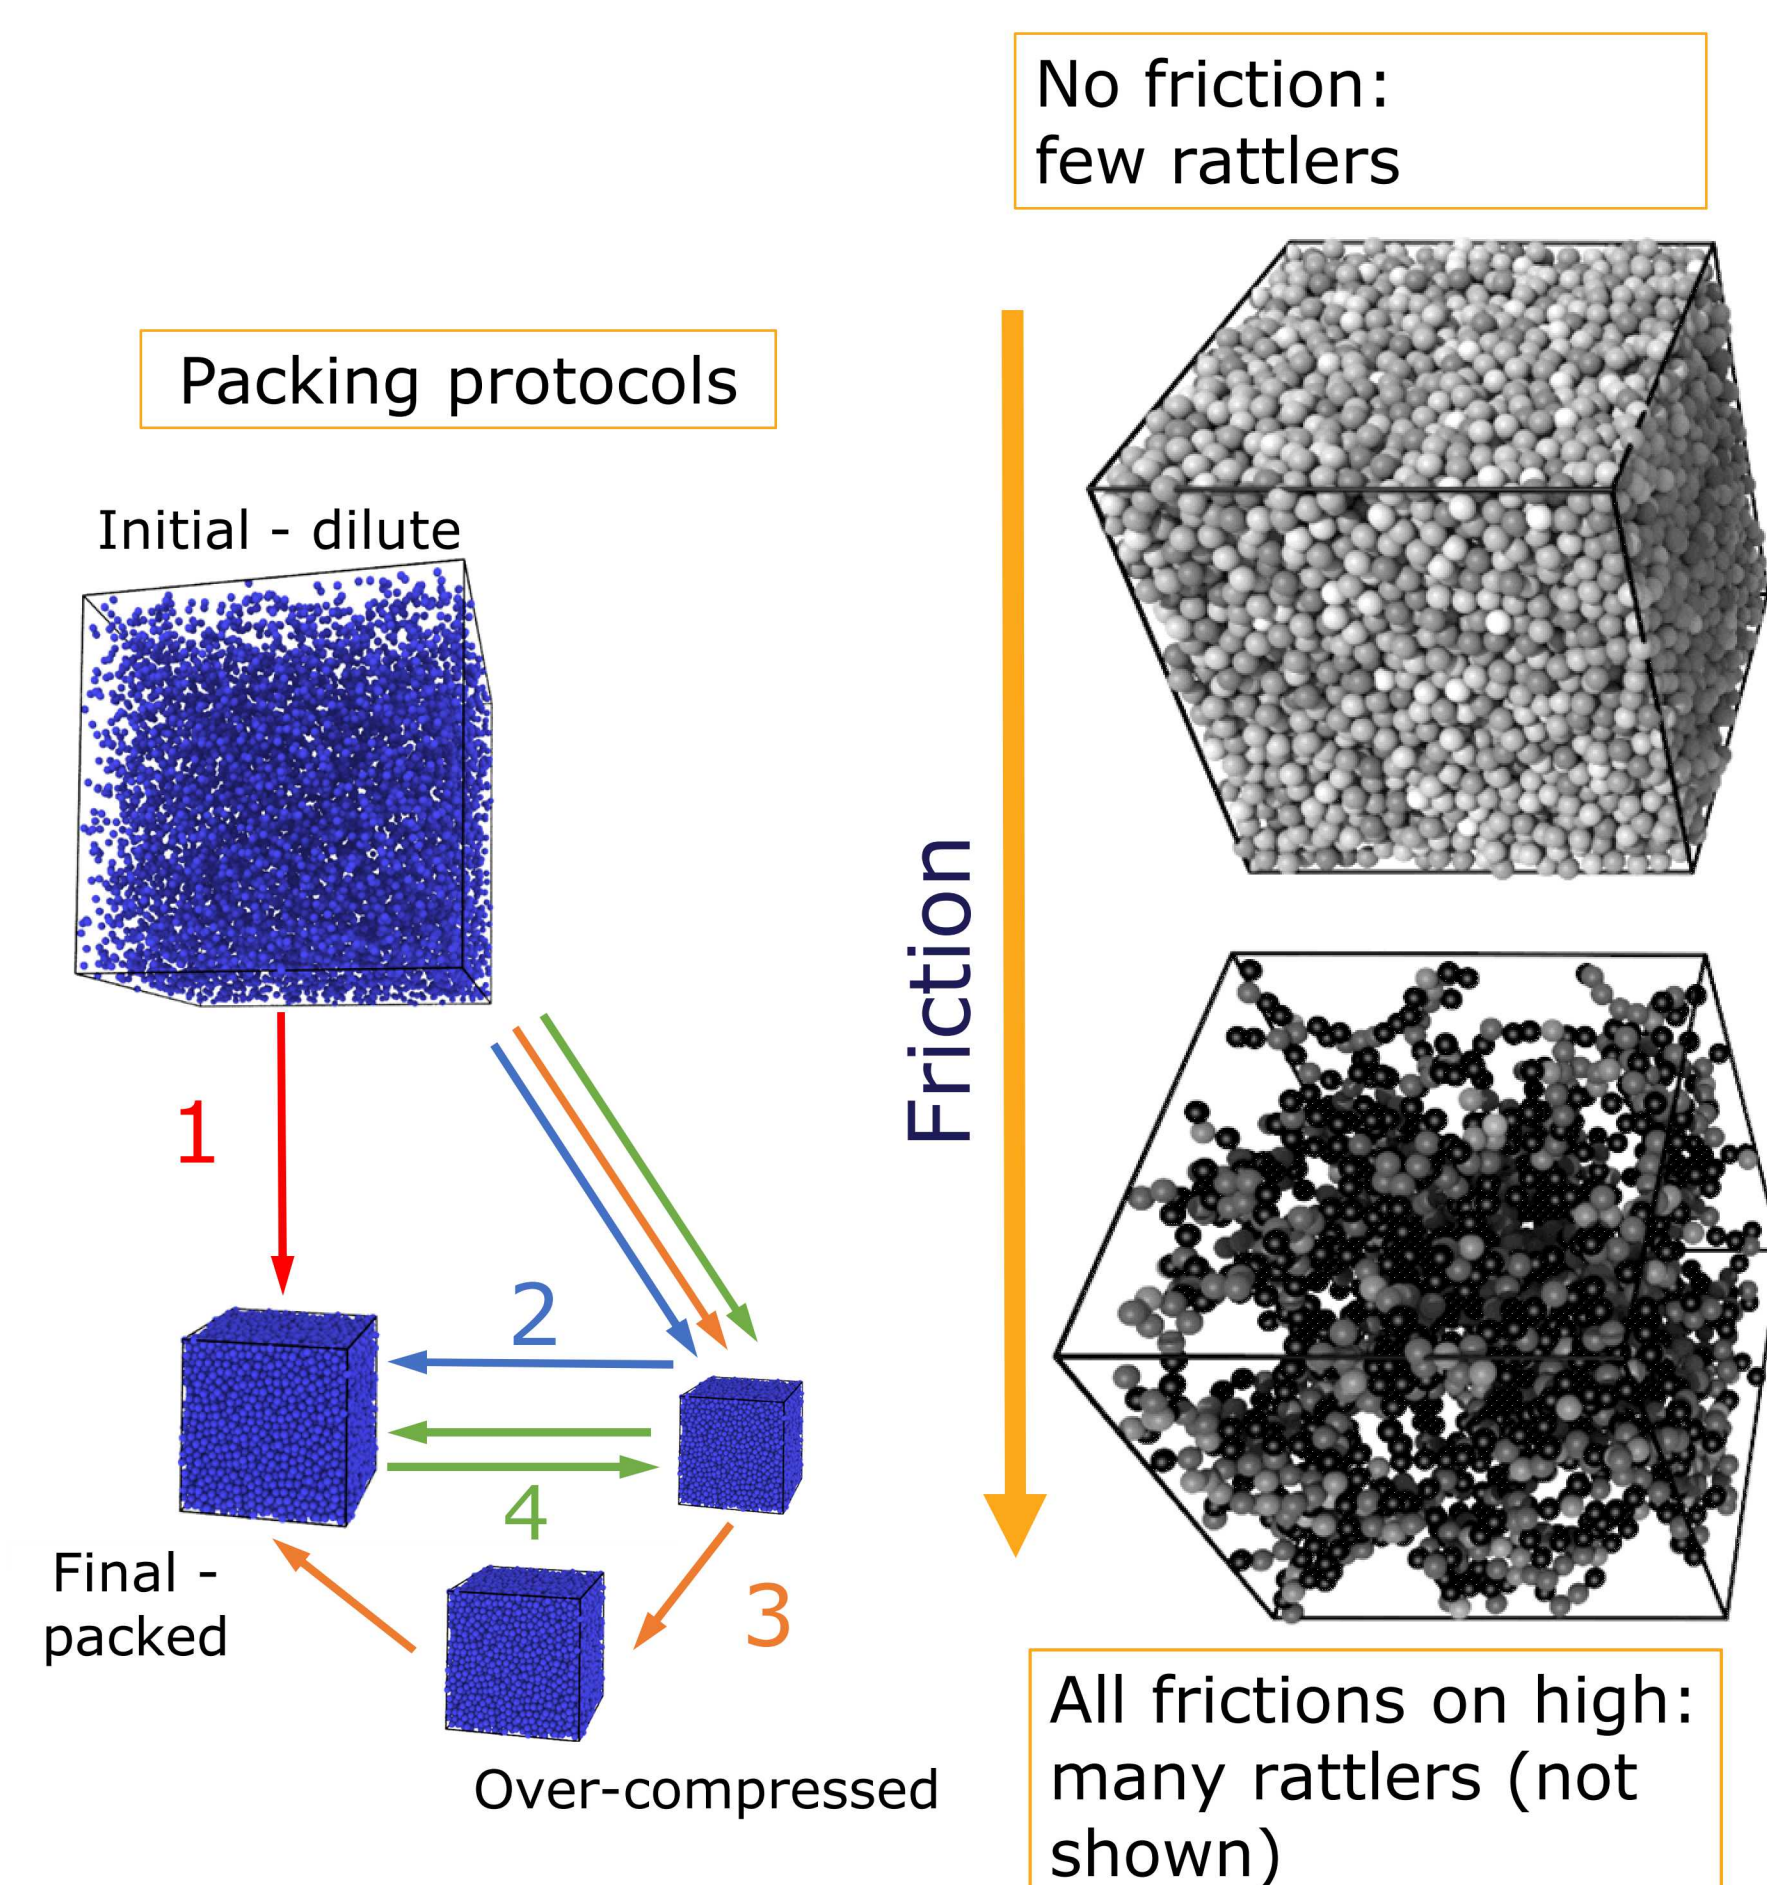 No friction:
few rattlers
Packing protocols
Initial - dilute
Friction
1
2
4
3
Final -
packed
Over-compressed
All frictions on high:
many rattlers (not
shown)